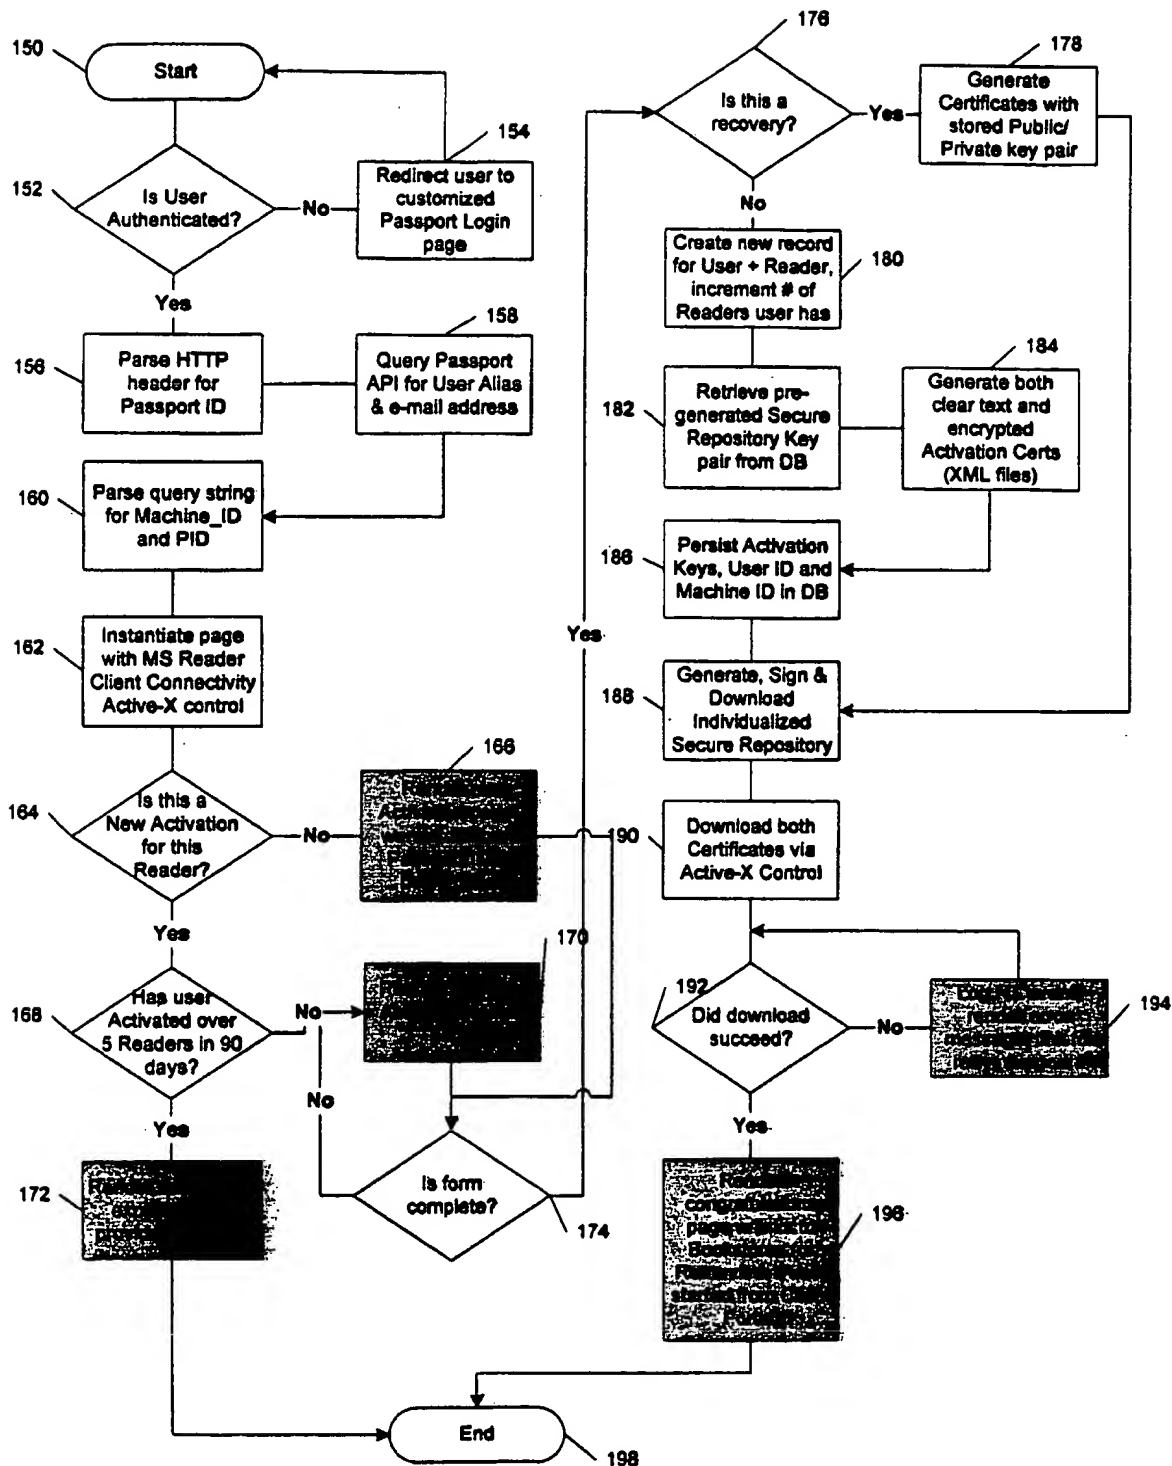 150
Start
154
152
Is User
Authenticated?
No
Redirect user to
customized
Passport Login
page
Yes
158
156
Parse HTTP
header for
Passport ID
Query Passport
API for User Alias
& e-mail address
160
Parse query string
for Machine_ID
and PID
162
Instantiate page
with MS Reader
Client Connectivity
Active-X control
166
164
Is this a
New Activation
for this
Reader?
No
Yes
170
168
Has user
Activated over
5 Readers in 90
days?
No
No
Yes
172
Is form
complete?
174
Yes
176
Is this a
recovery?
Yes
178
Generate
Certificates with
stored Public/
Private key pair
No
Create new record
for User + Reader,
increment # of
Readers user has
180
184
182
Retrieve pre-
generated Secure
Repository Key
pair from DB
Generate both
clear text and
encrypted
Activation Certs
(XML files)
186
Persist Activation
Keys, User ID and
Machine ID in DB
188
Generate, Sign &
Download
Individualized
Secure Repository
190
Download both
Certificates via
Active-X Control
192
Did download
succeed?
No
194
Yes
196
End
198